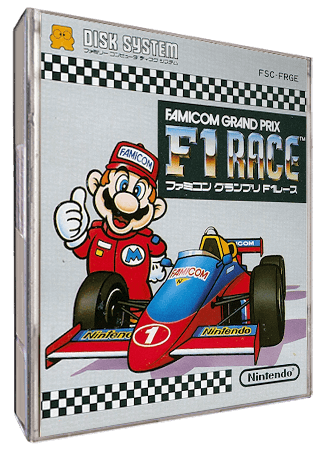 DISK SYSTEM
ファミリー コンピュータ ディスク システム
FSC-FRGE
FAMICOM GRAND PRIX
F1 RACE™
ファミコン グランプリ F1レース
FAMICOM
M
FAMICOM
FAMICOM
N
Nintendo
1
Nintendo
Nintendo